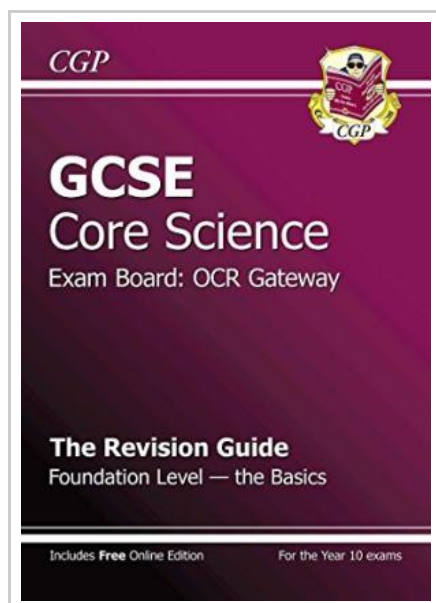 CGP
CGP
GCSE
Core Science
Exam Board: OCR Gateway
The Revision Guide
Foundation Level — the Basics
Includes Free Online Edition
For the Year 10 exams